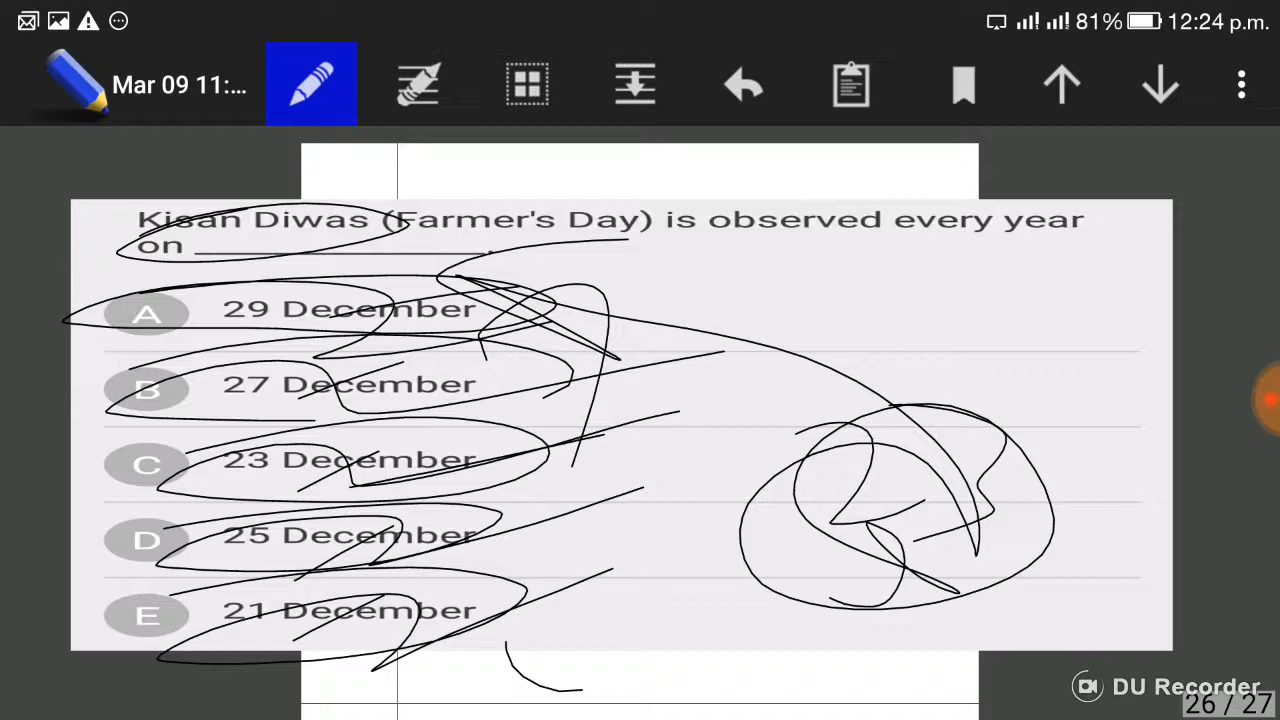 81% 12:24 p.m.
Mar 09 11:...
Kisan Diwas (Farmer's Day) is observed every year
on ____________________.
A 29 December
B 27 December
C 23 December
D 25 December
E 21 December
DU Recorder
26 / 27